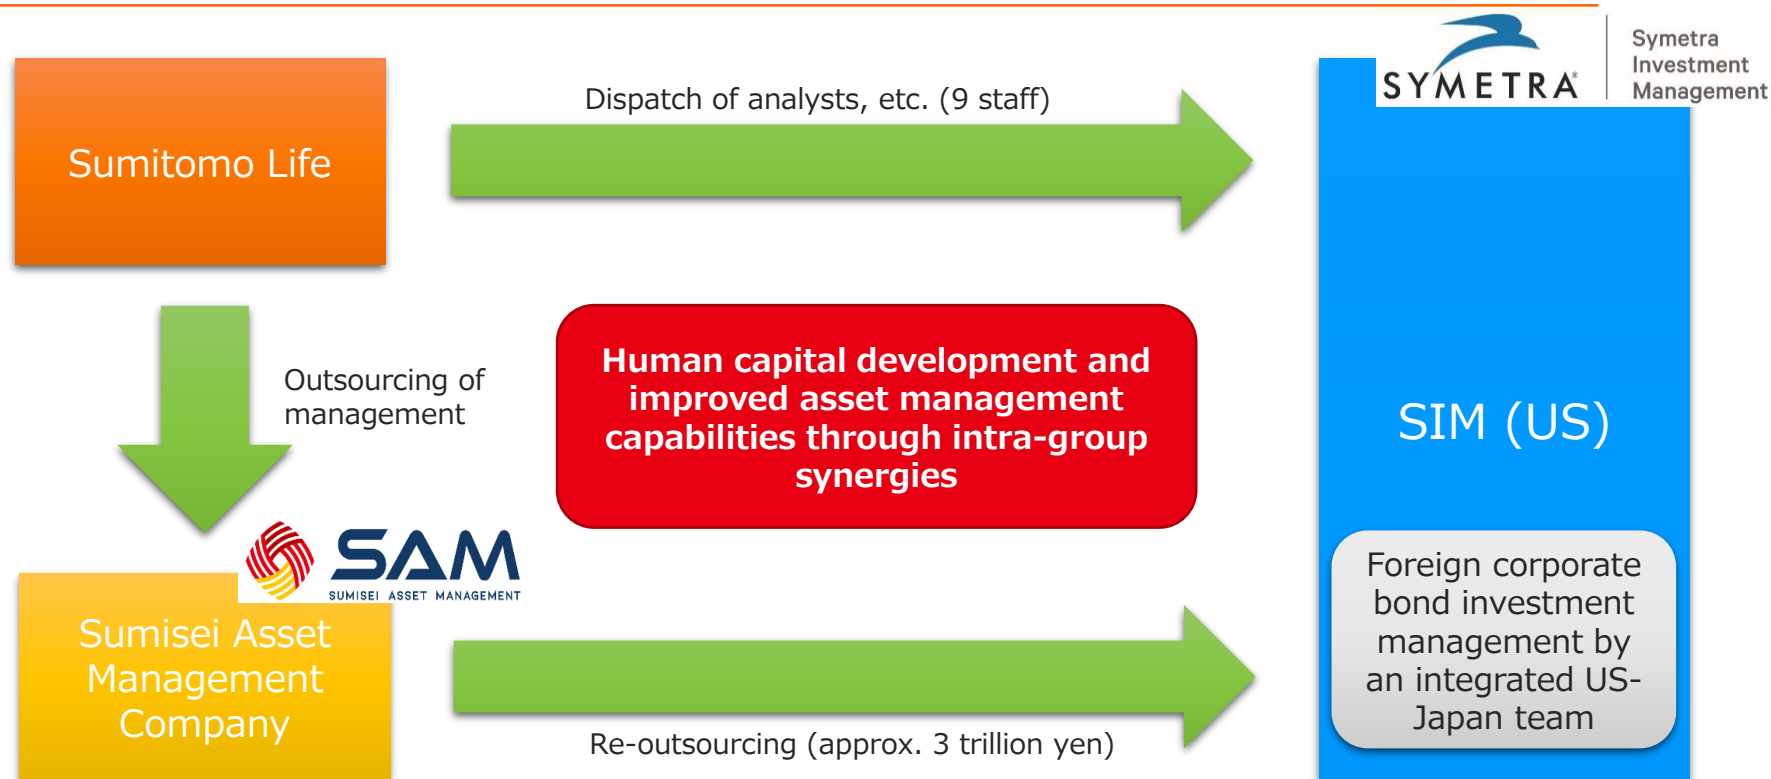 SYMETRA
Symetra
Investment
Management
Sumitomo Life
Dispatch of analysts, etc. (9 staff)
Outsourcing of
management
Human capital development and
improved asset management
capabilities through intra-group
synergies
SIM (US)
SAM
SUMISEI ASSET MANAGEMENT
Sumisei Asset
Management
Company
Re-outsourcing (approx. 3 trillion yen)
Foreign corporate
bond investment
management by
an integrated US-
Japan team